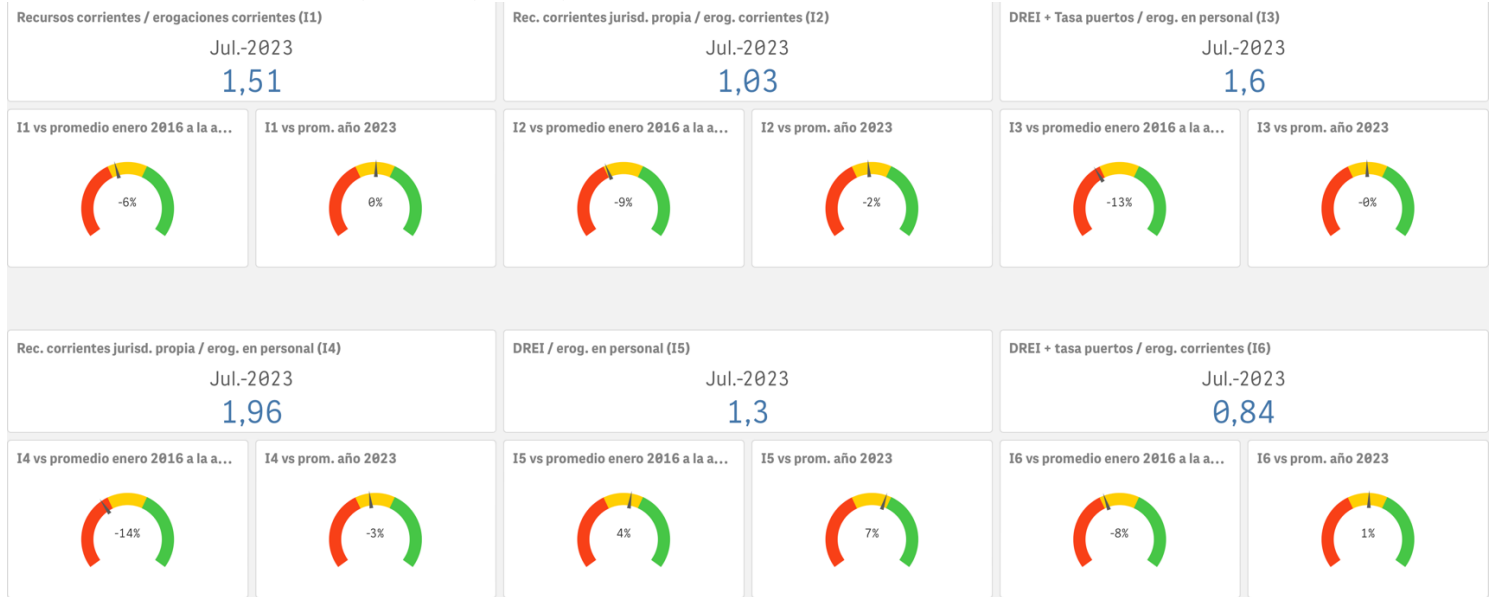 Recursos corrientes / erogaciones corrientes (I1)
Jul.-2023
1,51
Rec. corrientes jurisd. propia / erog. corrientes (I2)
Jul.-2023
1,03
DREI + Tasa puertos / erog. en personal (I3)
Jul.-2023
1,6
I1 vs promedio enero 2016 a la a...
-6%
I1 vs prom. año 2023
0%
I2 vs promedio enero 2016 a la a...
-9%
I2 vs prom. año 2023
-2%
I3 vs promedio enero 2016 a la a...
-13%
I3 vs prom. año 2023
-0%
Rec. corrientes jurisd. propia / erog. en personal (I4)
Jul.-2023
1,96
DREI / erog. en personal (I5)
Jul.-2023
1,3
DREI + tasa puertos / erog. corrientes (I6)
Jul.-2023
0,84
I4 vs promedio enero 2016 a la a...
-14%
I4 vs prom. año 2023
-3%
I5 vs promedio enero 2016 a la a...
4%
I5 vs prom. año 2023
7%
I6 vs promedio enero 2016 a la a...
-8%
I6 vs prom. año 2023
1%